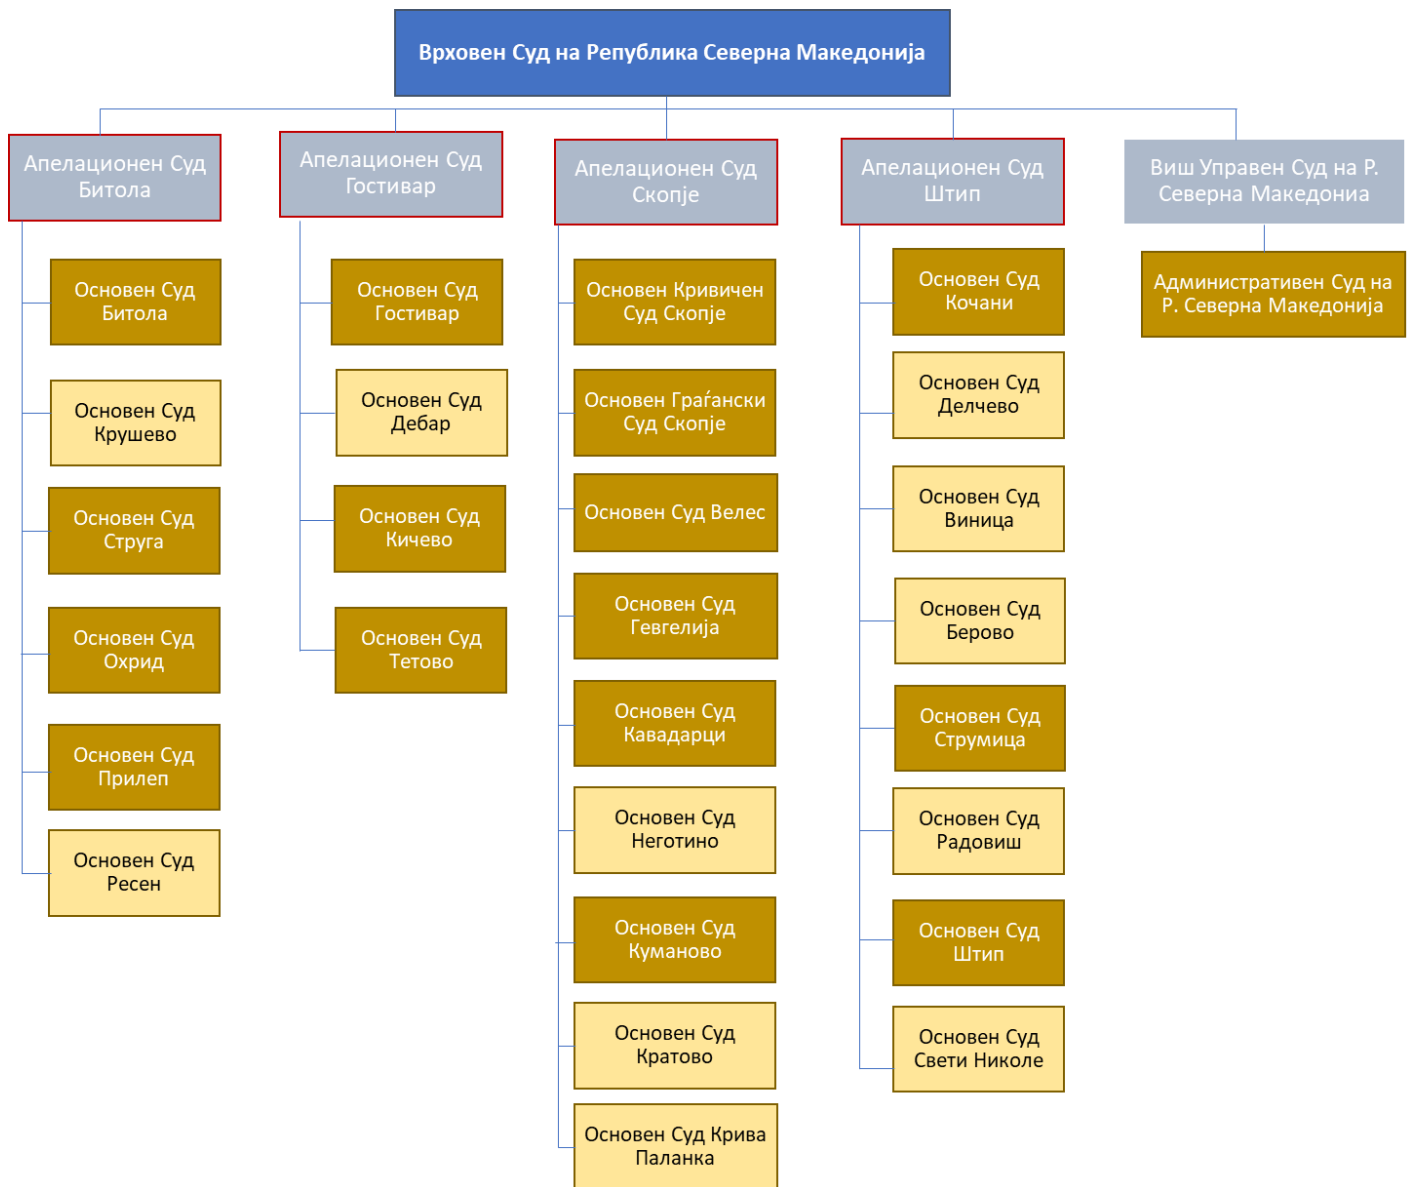 Врховен Суд на Република Северна Македонија
Апелационен Суд
Битола
Основен Суд
Битола
Основен Суд
Крушево
Основен Суд
Струга
Основен Суд
Охрид
Основен Суд
Прилеп
Основен Суд
Ресен
Апелационен Суд
Гостивар
Основен Суд
Гостивар
Основен Суд
Дебар
Основен Суд
Кичево
Основен Суд
Тетово
Апелационен Суд
Скопје
Основен Кривичен
Суд Скопје
Основен Граѓански
Суд Скопје
Основен Суд Велес
Основен Суд
Гевгелија
Основен Суд
Кавадарци
Основен Суд
Неготино
Основен Суд
Куманово
Основен Суд
Кратово
Основен Суд Крива
Паланка
Апелационен Суд
Штип
Основен Суд
Кочани
Основен Суд
Делчево
Основен Суд
Виница
Основен Суд
Берово
Основен Суд
Струмица
Основен Суд
Радовиш
Основен Суд
Штип
Основен Суд
Свети Николе
Виш Управен Суд на Р.
Северна Македониа
Административен Суд на
Р. Северна Македонија